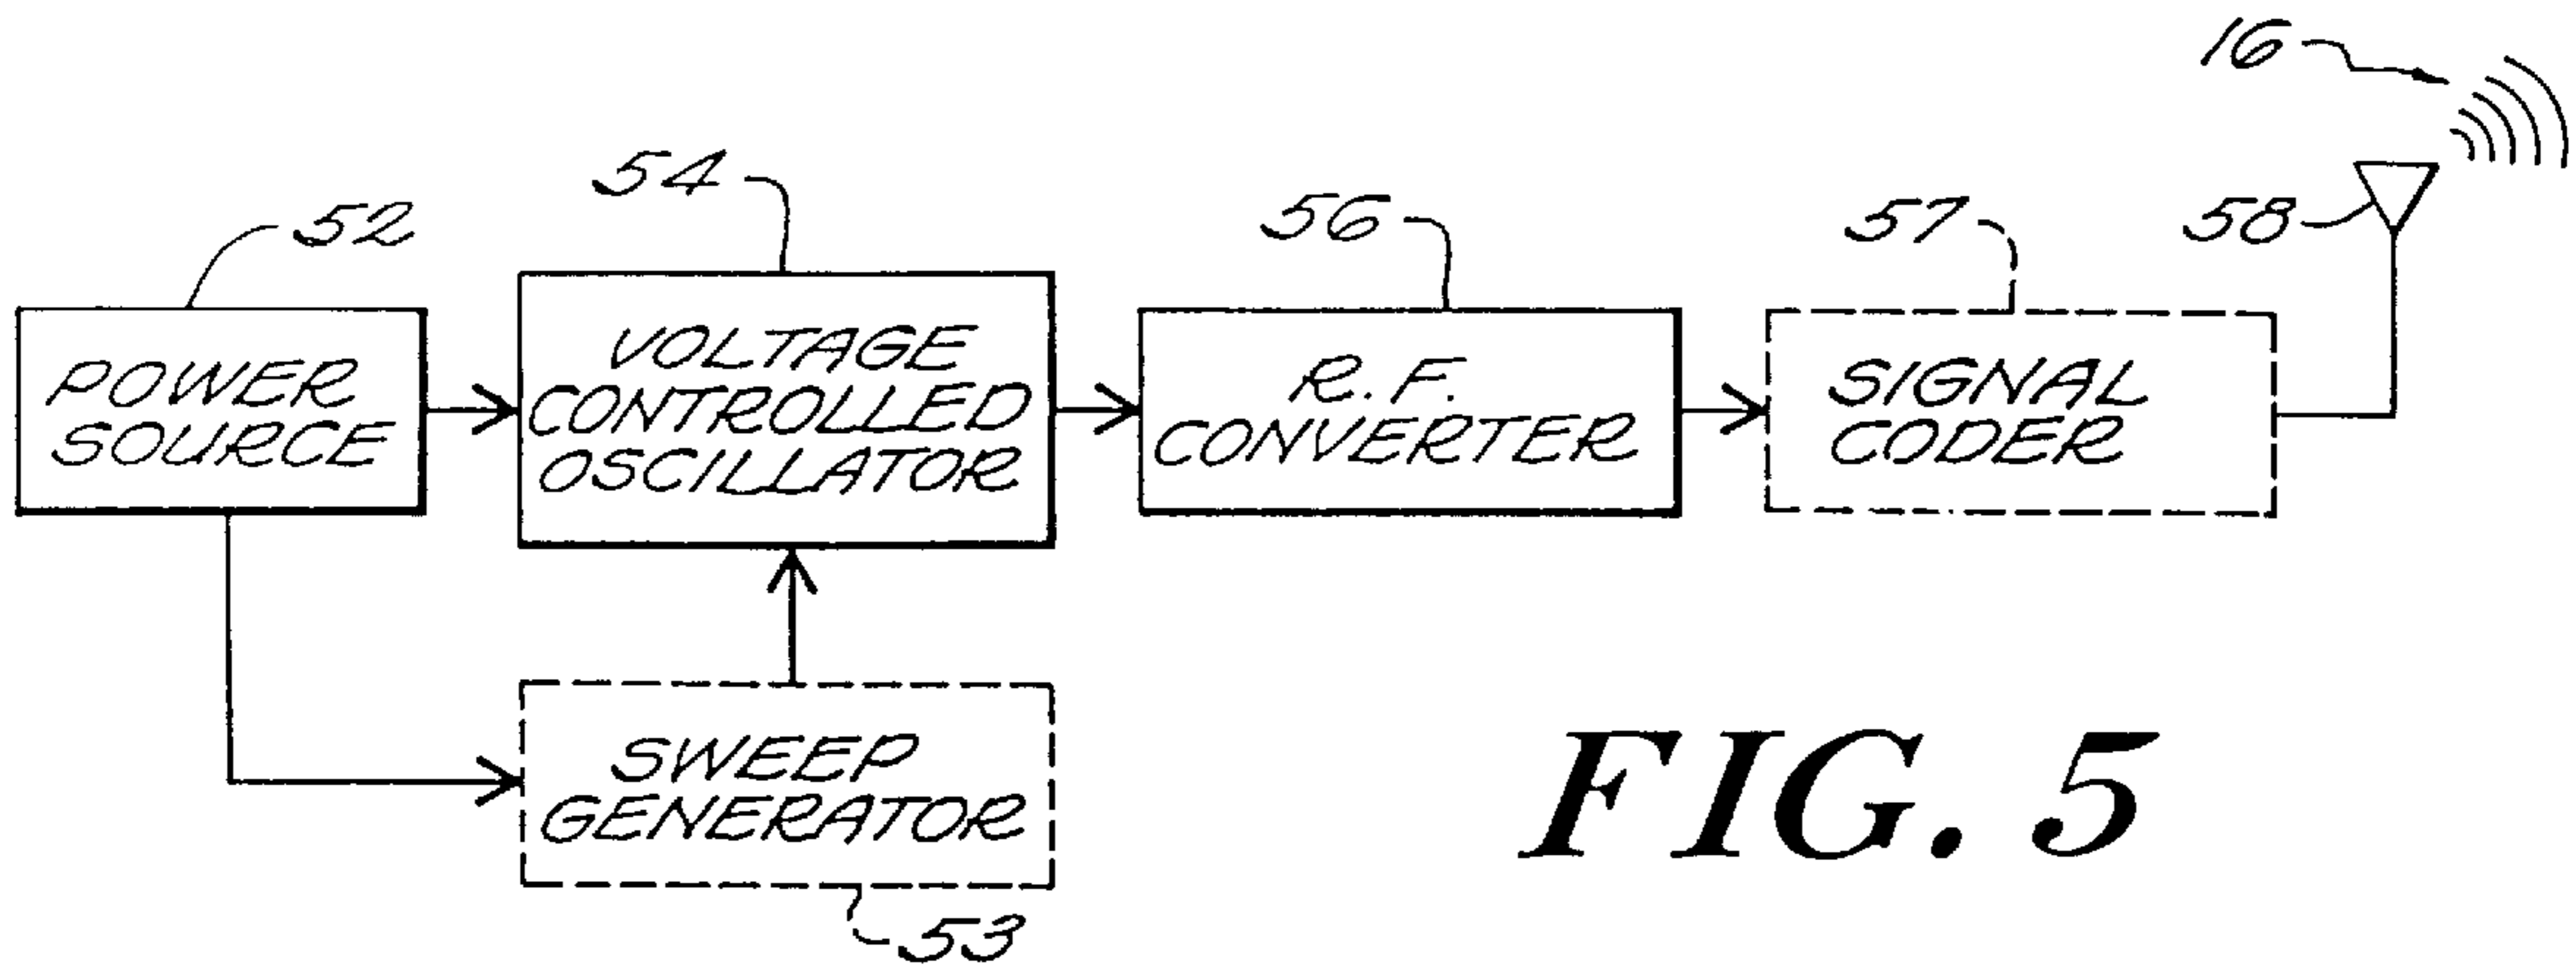 16
54
52
56
57
58
POWER
SOURCE
VOLTAGE
CONTROLLED
OSCILLATOR
R.F.
CONVERTER
SIGNAL
CODER
SWEEP
GENERATOR
53
FIG. 5